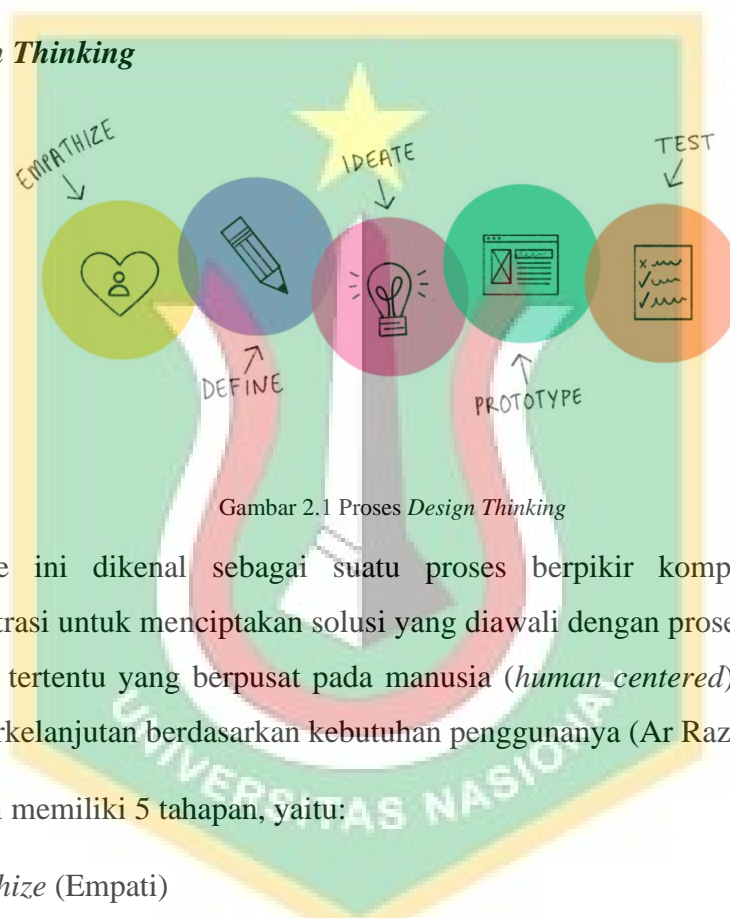 n Thinking
EMPATHIZE
IDEATE
TEST
DEFINE
PROTOTYPE
Gambar 2.1 Proses Design Thinking
e ini dikenal sebagai suatu proses berpikir komp
trasi untuk menciptakan solusi yang diawali dengan prose
tertentu yang berpusat pada manusia (human centered)
rkelanjutan berdasarkan kebutuhan penggunanya (Ar Raz
i memiliki 5 tahapan, yaitu:
hize (Empati)
UNIVERSITAS NASIONAL